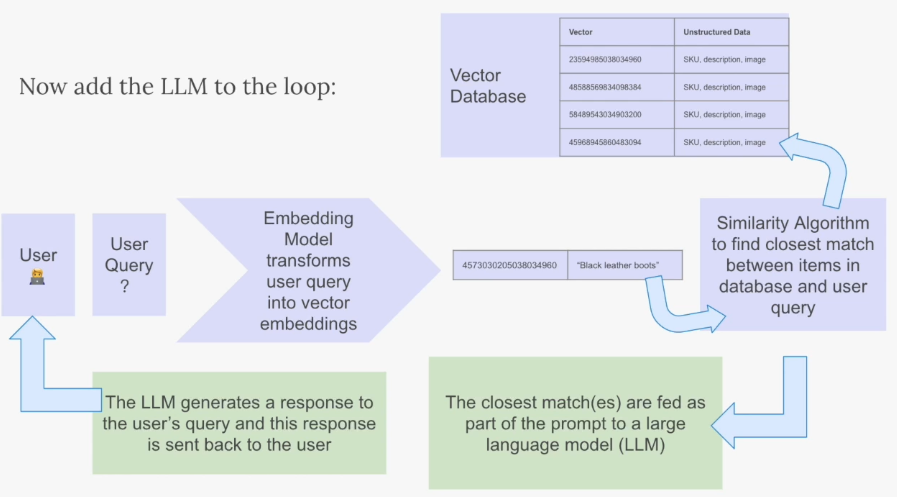 Now add the LLM to the loop:
Vector
Database
Vector Unstructured Data
23594985038034960 SKU, description, image
48588569834098384 SKU, description, image
58489543034903200 SKU, description, image
45968945860483094 SKU, description, image
User
User
Query
?
Embedding
Model
transforms
user query
into vector
embeddings
4573030205038034960 "Black leather boots"
Similarity Algorithm
to find closest match
between items in
database and user
query
The closest match(es) are fed as
part of the prompt to a large
language model (LLM)
The LLM generates a response to
the user's query and this response
is sent back to the user